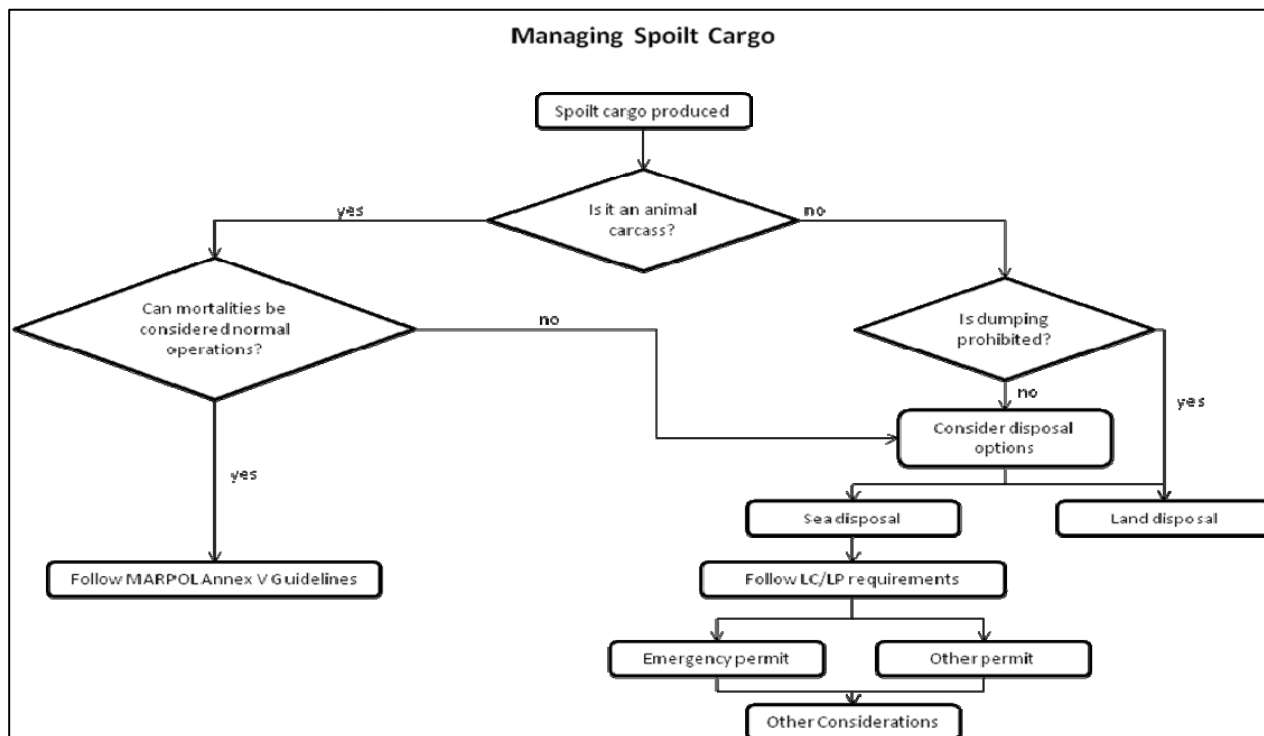 Managing Spoilt Cargo
Spoilt cargo produced
Is it an animal
carcass?
yes
no
Can mortalities be
considered normal
operations?
no
Is dumping
prohibited?
no
yes
Consider disposal
options
yes
Sea disposal
Land disposal
Follow MARPOL Annex V Guidelines
Follow LC/LP requirements
Emergency permit
Other permit
Other Considerations